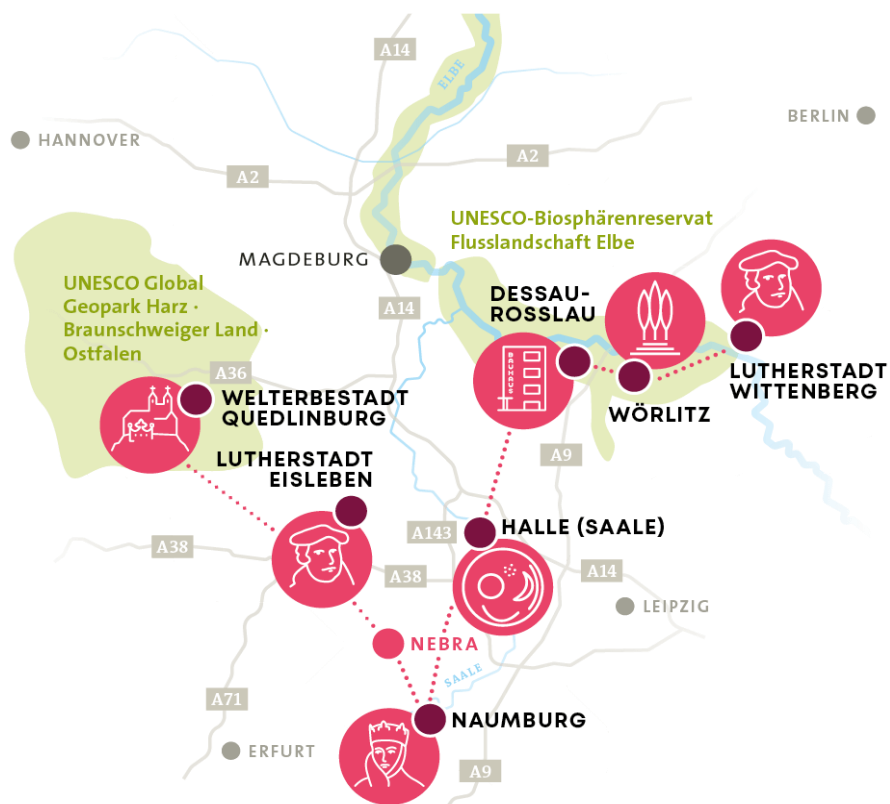 A14
ELBE
BERLIN
HANNOVER
A2
A2
UNESCO-Biosphärenreservat
Flusslandschaft Elbe
MAGDEBURG
UNESCO Global
Geopark Harz ·
Braunschweiger Land ·
Ostfalen
A14
DESSAU-
ROSSLAU
BAUHAUS
LUTHERSTADT
WITTENBERG
A36
WELTERBESTADT
QUEDLINBURG
WÖRLITZ
LUTHERSTADT
EISLEBEN
A9
A143
HALLE (SAALE)
A38
A38
A14
LEIPZIG
NEBRA
SAALE
A71
NAUMBURG
ERFURT
A9